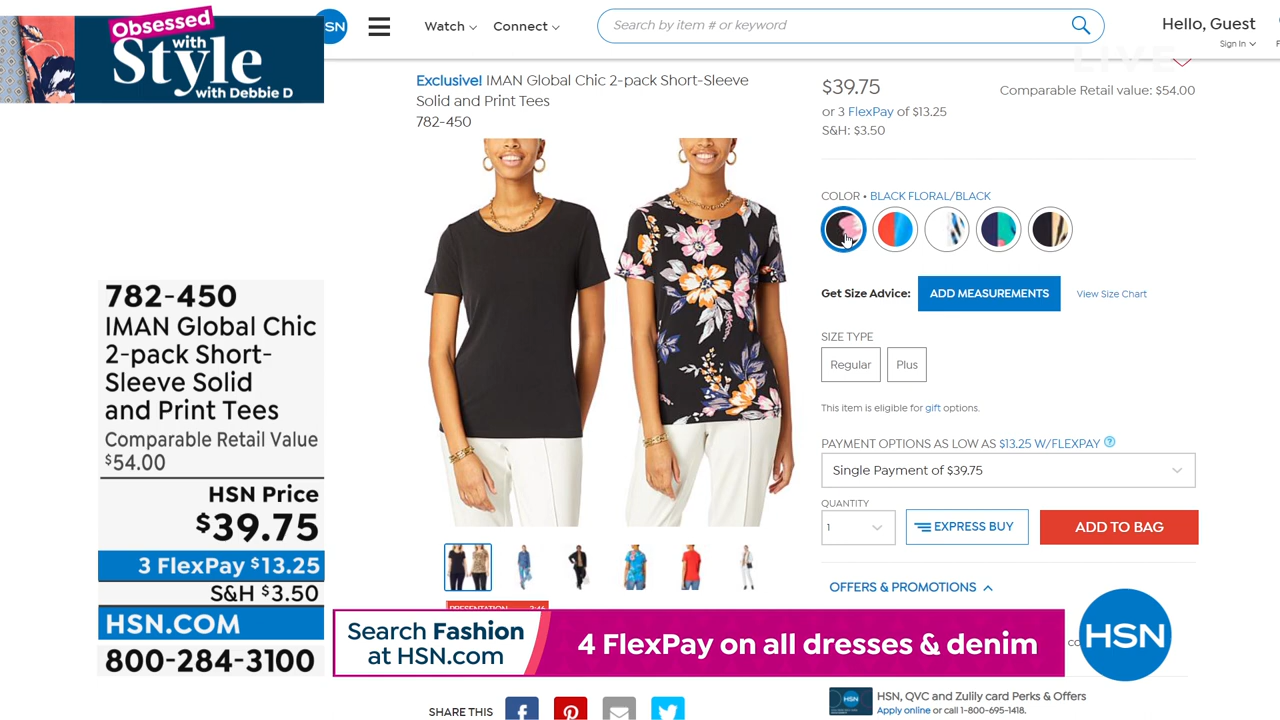 Obsessed
with
Style
with Debbie D
Watch
Connect
Search by item # or keyword
Hello, Guest
Sign In
LIVE
Exclusive! IMAN Global Chic 2-pack Short-Sleeve
Solid and Print Tees
782-450
$39.75
Comparable Retail value: $54.00
or 3 FlexPay of $13.25
S&H: $3.50
COLOR • BLACK FLORAL/BLACK
Get Size Advice:
ADD MEASUREMENTS
View Size Chart
SIZE TYPE
Regular
Plus
This item is eligible for gift options.
PAYMENT OPTIONS AS LOW AS $13.25 W/FLEXPAY ?
Single Payment of $39.75
QUANTITY
1
EXPRESS BUY
ADD TO BAG
OFFERS & PROMOTIONS
782-450
IMAN Global Chic
2-pack Short-
Sleeve Solid
and Print Tees
Comparable Retail Value
$54.00
HSN Price
$39.75
3 FlexPay $13.25
S&H $3.50
HSN.COM
800-284-3100
Search Fashion
at HSN.com
4 FlexPay on all dresses & denim
HSN
HSN, QVC and Zulily card Perks & Offers
Apply online or call 1-800-695-1418.
SHARE THIS